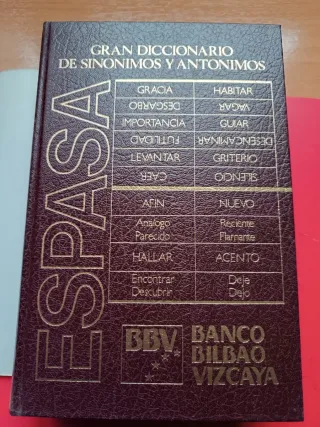 GRAN DICCIONARIO
DE SINONIMOS Y ANTONIMOS
ESPASA
GRACIA HABITAR
DESGARBO VAGAR
IMPORTANCIA GUIAR
FUTILIDAD DESENCAMINAR
LEVANTAR GRITERIO
CAER SILENCIO
AFIN NUEVO
Análogo Reciente
Parecido Flamante
HALLAR ACENTO
Encontrar Deje
Descubrir Dejo
BBV BANCO
BILBAO
VIZCAYA